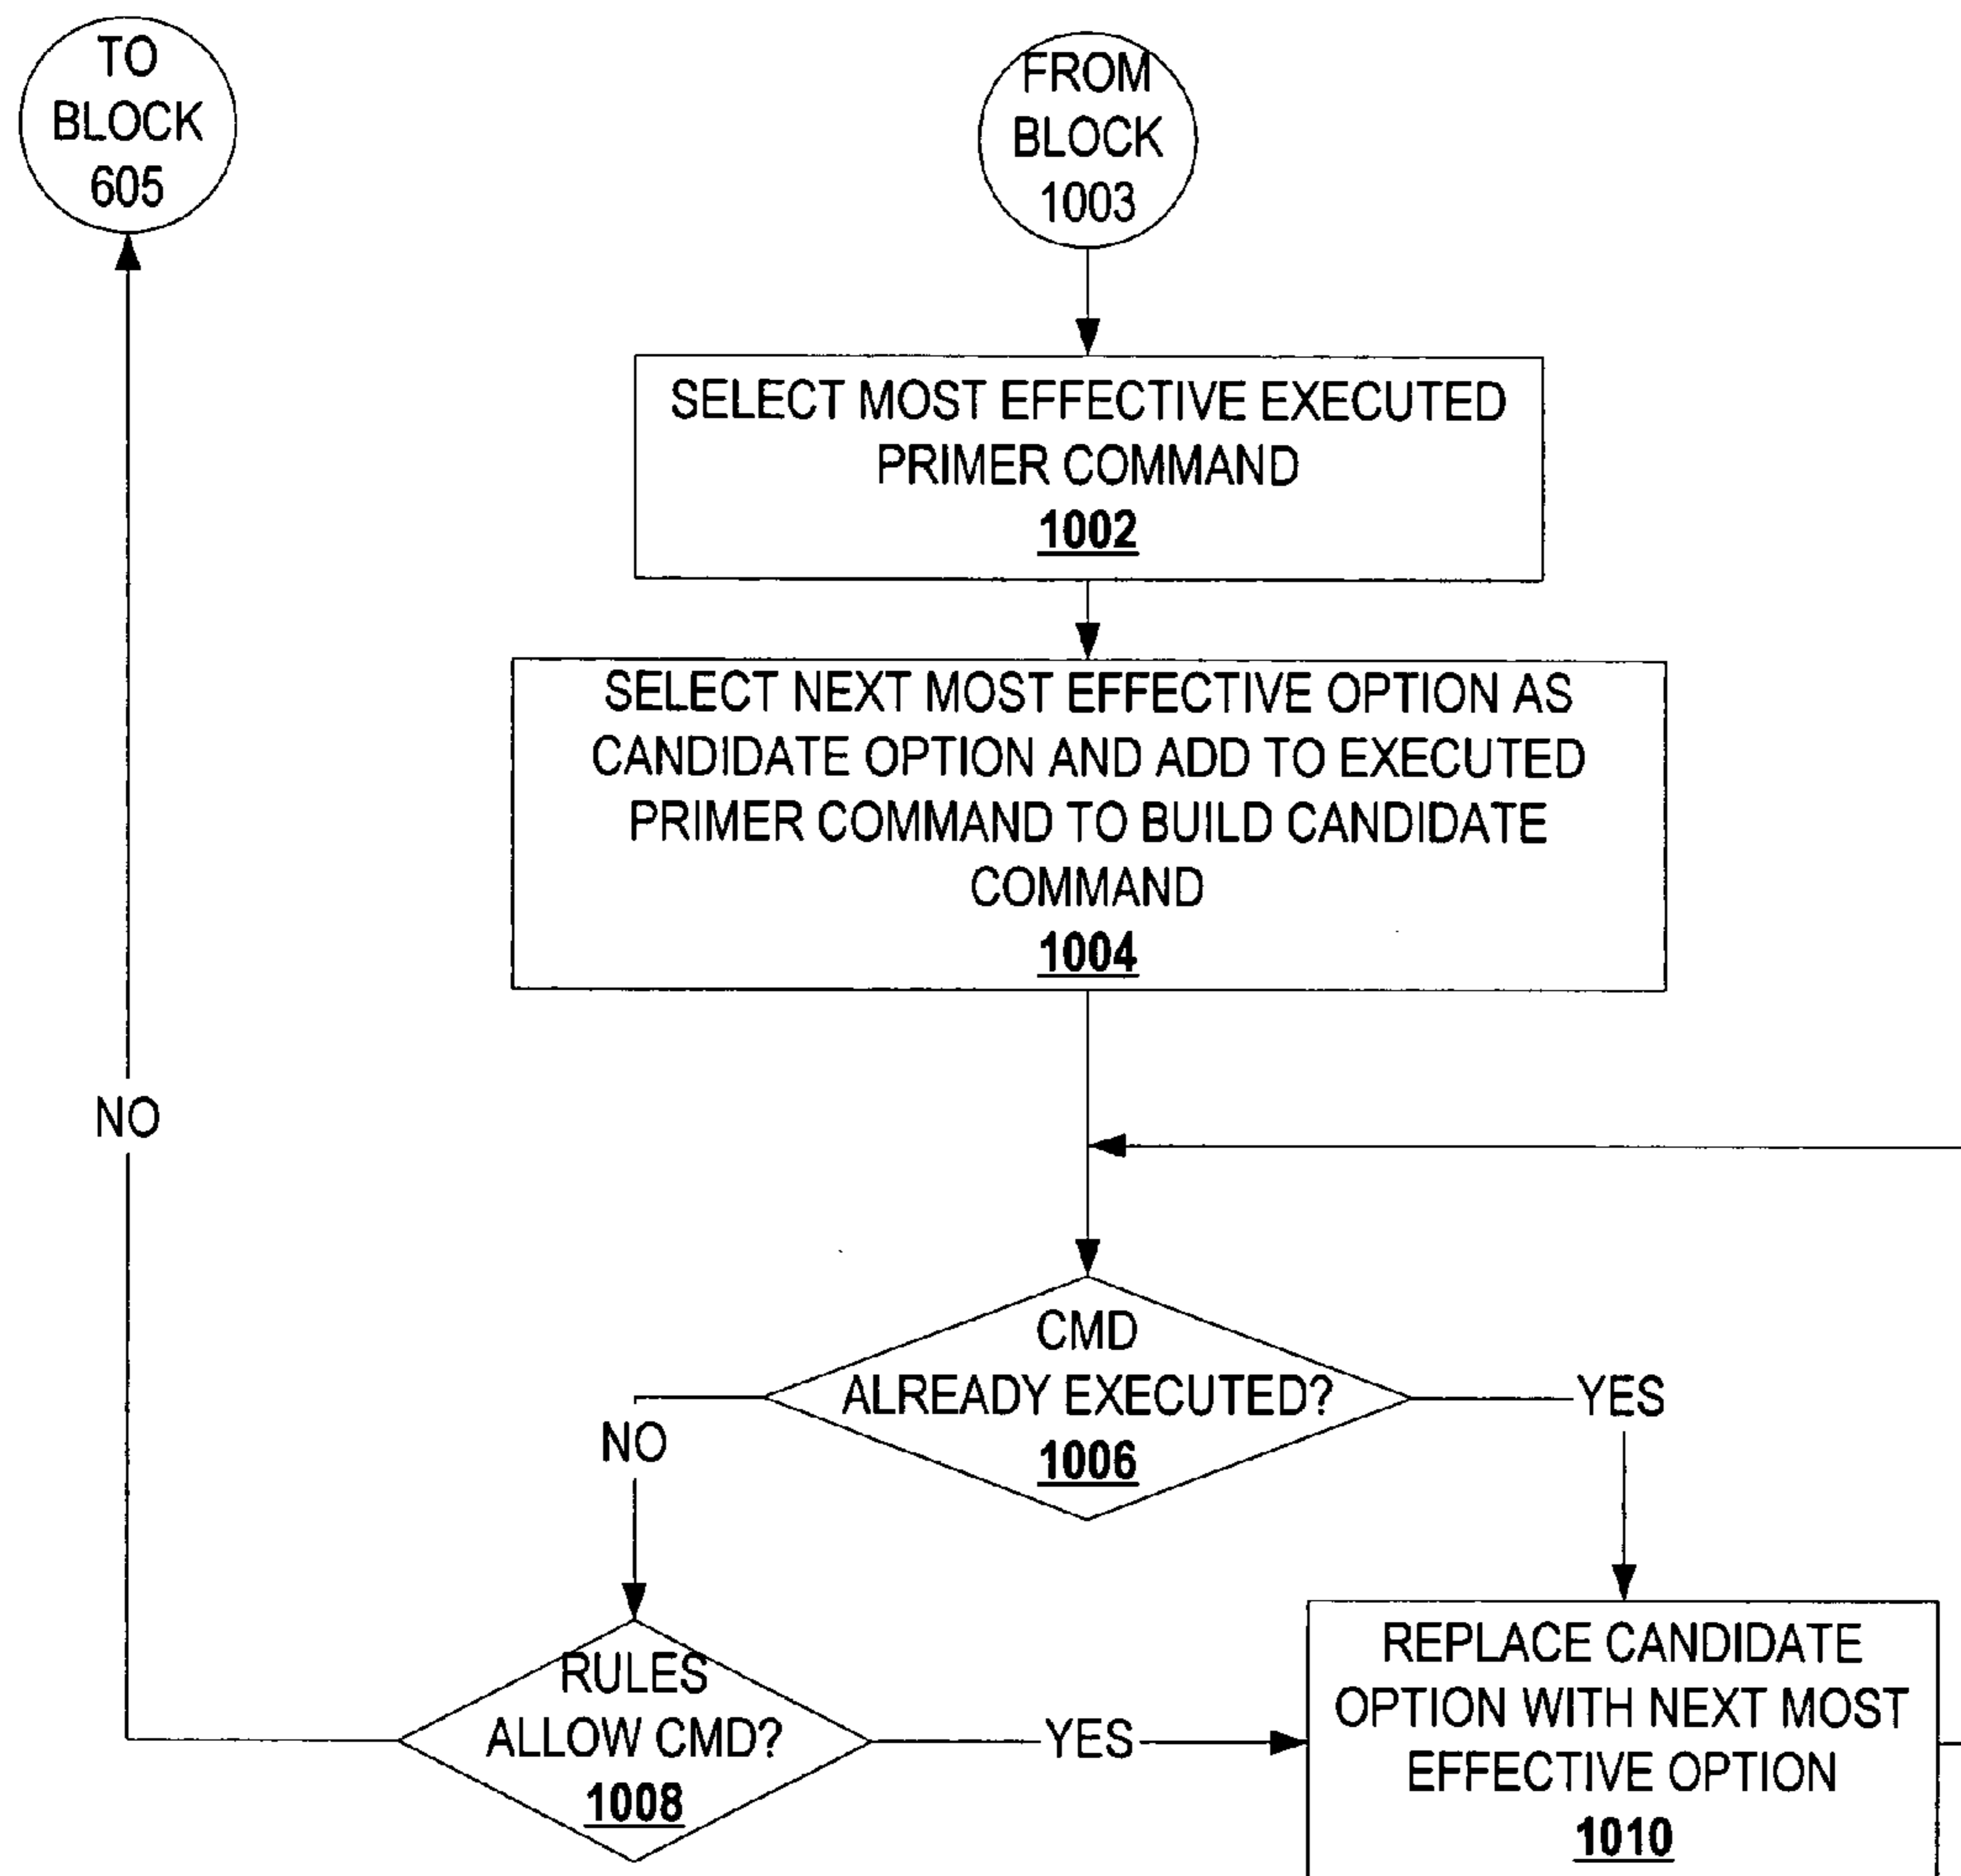 TO
BLOCK
605
FROM
BLOCK
1003
SELECT MOST EFFECTIVE EXECUTED
PRIMER COMMAND
1002
SELECT NEXT MOST EFFECTIVE OPTION AS
CANDIDATE OPTION AND ADD TO EXECUTED
PRIMER COMMAND TO BUILD CANDIDATE
COMMAND
1004
NO
CMD
ALREADY EXECUTED?
1006
NO
YES
RULES
ALLOW CMD?
1008
YES
REPLACE CANDIDATE
OPTION WITH NEXT MOST
EFFECTIVE OPTION
1010